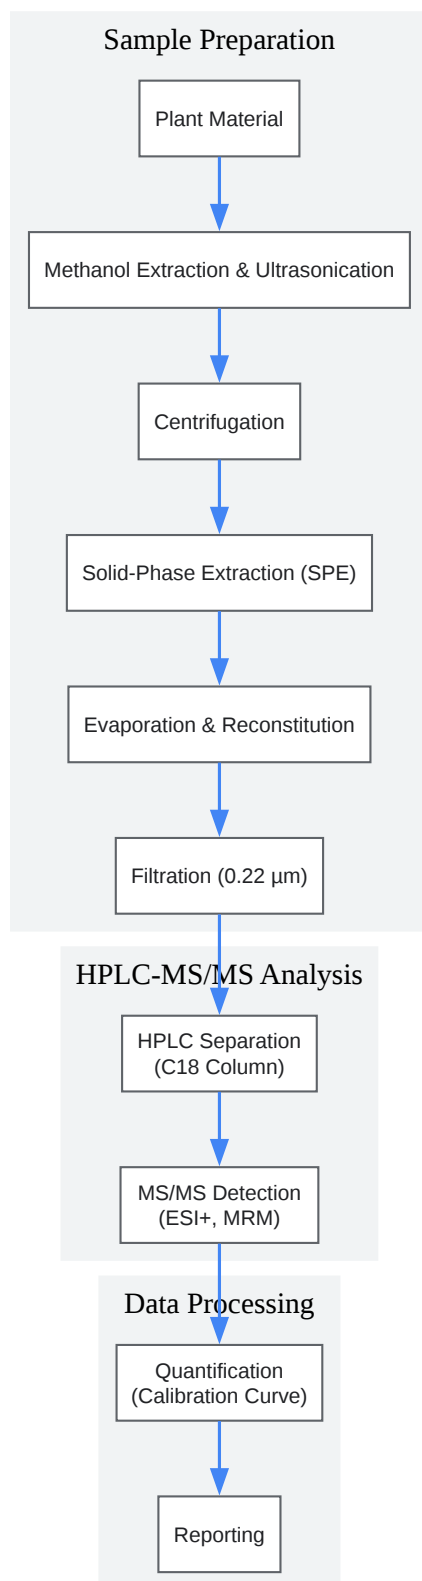 Sample Preparation
Plant Material
Methanol Extraction & Ultrasonication
Centrifugation
Solid-Phase Extraction (SPE)
Evaporation & Reconstitution
Filtration (0.22 µm)
HPLC-MS/MS Analysis
HPLC Separation
(C18 Column)
MS/MS Detection
(ESI+, MRM)
Data Processing
Quantification
(Calibration Curve)
Reporting